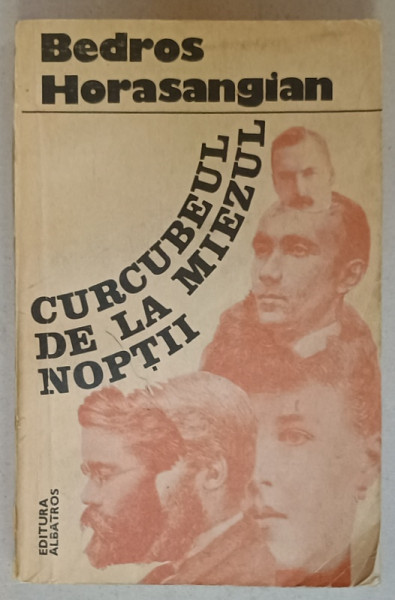 Bedros
Horasangian
CURCUBEUL
DE LA MIEZUL
NOPȚII
EDITURA
ALBATROS